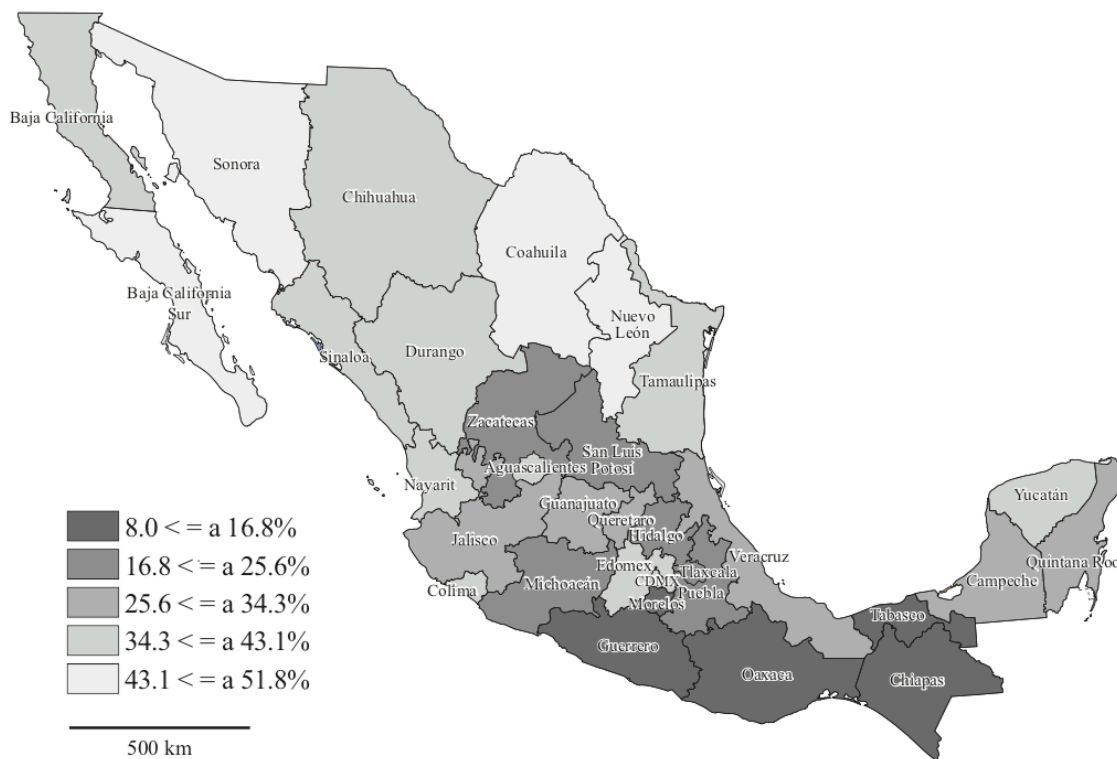 Baja California
Sonora
Chihuahua
Coahuila
Baja California
Sur
Nuevo
León
Sinaloa
Durango
Tamaulipas
Zacatecas
San Luis
Potosí
Aguascalientes
Nayarit
Yucatán
Guanajuato
Queretaro
Hidalgo
Jalisco
Veracruz
Quintana Roo
Edomex
Tlaxcala
CDMX
Campeche
Colima
Michoacán
Puebla
Morelos
Tabasco
Guerrero
Oaxaca
Chiapas
8.0 < = a 16.8%
16.8 < = a 25.6%
25.6 < = a 34.3%
34.3 < = a 43.1%
43.1 < = a 51.8%
500 km